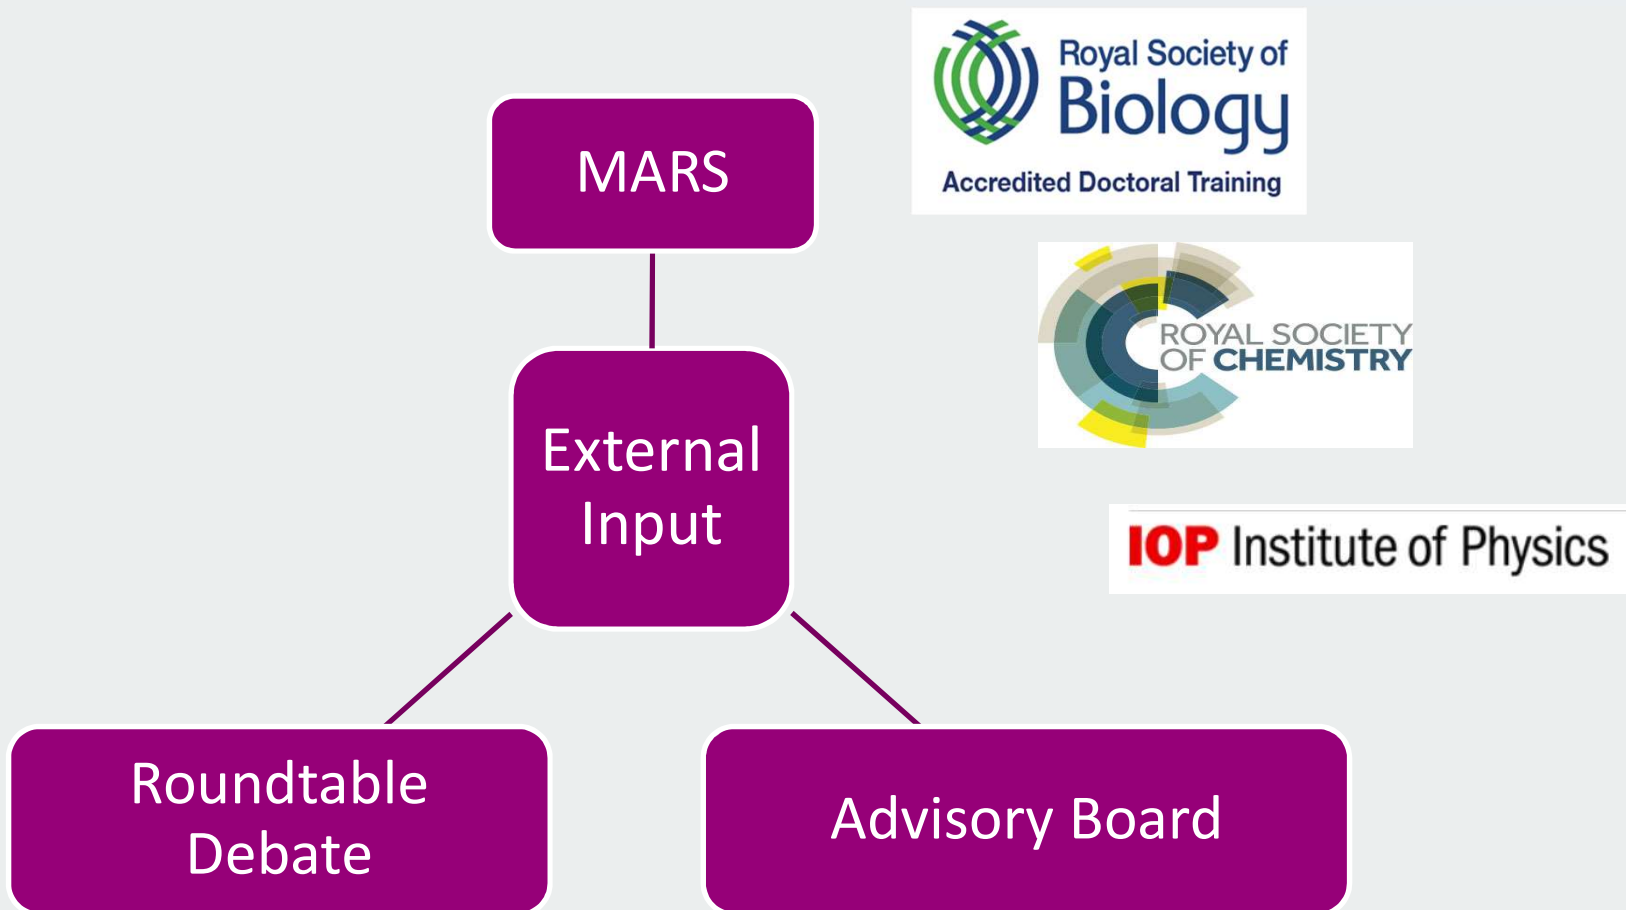 MARS
Royal Society of
Biology
Accredited Doctoral Training
ROYAL SOCIETY
OF CHEMISTRY
External
Input
IOP Institute of Physics
Roundtable
Debate
Advisory Board